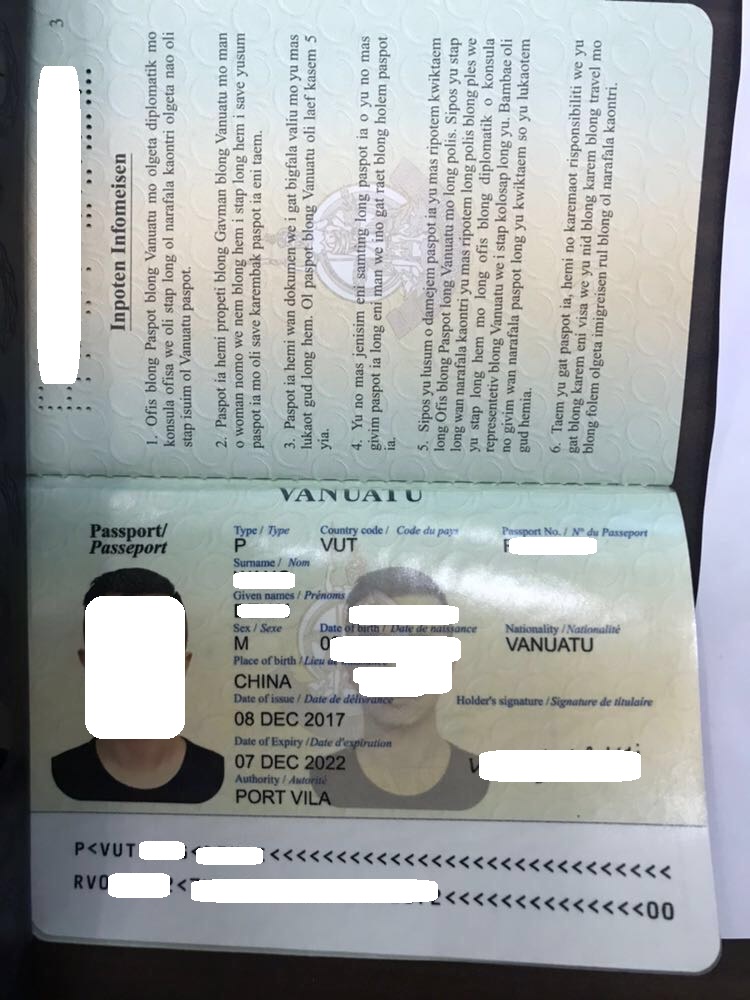 3
Inpoten Infomeisen
1. Ofis blong Paspot blong Vanuatu mo olgeta diplomatik mo
konsula ofisa we oli stap long ol narafala kaontri olgeta nao oli
stap isuim ol Vanuatu paspot.
2. Paspot ia hemi propeti blong Gavman blong Vanuatu mo man
o woman nomo we nem blong hem i stap long hem i save yusum
paspot ia mo oli save karembak paspot ia eni taem.
3. Paspot ia hemi wan dokumen we i gat bigfala valiu mo yu mas
lukaot gud long hem. Ol paspot blong Vanuatu oli laef kasem 5
yia.
4. Yu no mas jenisim eni samting long paspot ia o yu no mas
givim paspot ia long eni man we ino gat raet blong holem paspot
ia.
5. Sipos yu lusum o damejem paspot ia yu mas ripotem kwiktaem
long Ofis blong Paspot long Vanuatu mo long polis. Sipos yu stap
long wan narafala kaontri yu mas ripotem long polis blong ples we
yu stap long hem mo long ofis blong diplomatik o konsula
representetiv blong Vanuatu we i stap kolosap long yu. Bambae oli
no givim wan narafala paspot long yu kwiktaem so yu lukaotem
gud hemia.
6. Taem yu gat paspot ia, hemi no karemaot risponsibiliti we yu
gat blong karem eni visa we yu nid blong karem blong travel mo
blong folem olgeta imigreisen rul blong ol narafala kaontri.
VANUATU
Passport/
Passeport
Type / Type
Country code / Code du pays
Passport No. / Nº du Passeport
P
VUT
Surname / Nom
Given names / Prénoms
Sex / Sexe
Date of birth / Date de naissance
Nationality / Nationalité
M
0
VANUATU
Place of birth / Lieu
CHINA
Date of issue / Date de délivrance
Holder's signature / Signature de titulaire
08 DEC 2017
Date of Expiry / Date d'expiration
07 DEC 2022
Authority / Autorité
PORT VILA
P<VUT <<<<<<<<<<<<<<<<<<<<<<<<<<<<<<
RV0 < <<<<<<<<<<<<<<<00